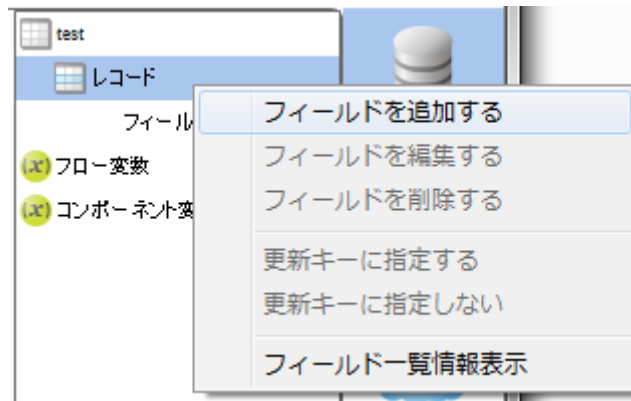 test
レコード
フィール
フロー変数
コンポーネント変
フィールドを追加する
フィールドを編集する
フィールドを削除する
更新キーに指定する
更新キーに指定しない
フィールド一覧情報表示